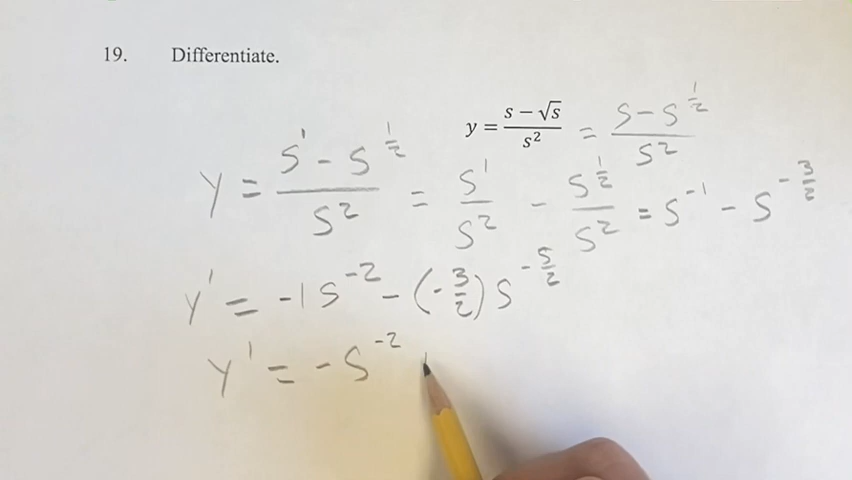 19. Differentiate.
y = (s − √s)/s² = (s − s^(1/2))/s²
y = (s¹ − s^(1/2))/s² = s¹/s² − s^(1/2)/s² = s⁻¹ − s^(−3/2)
y' = −1s⁻² − (−3/2)s^(−5/2)
y' = −s⁻²